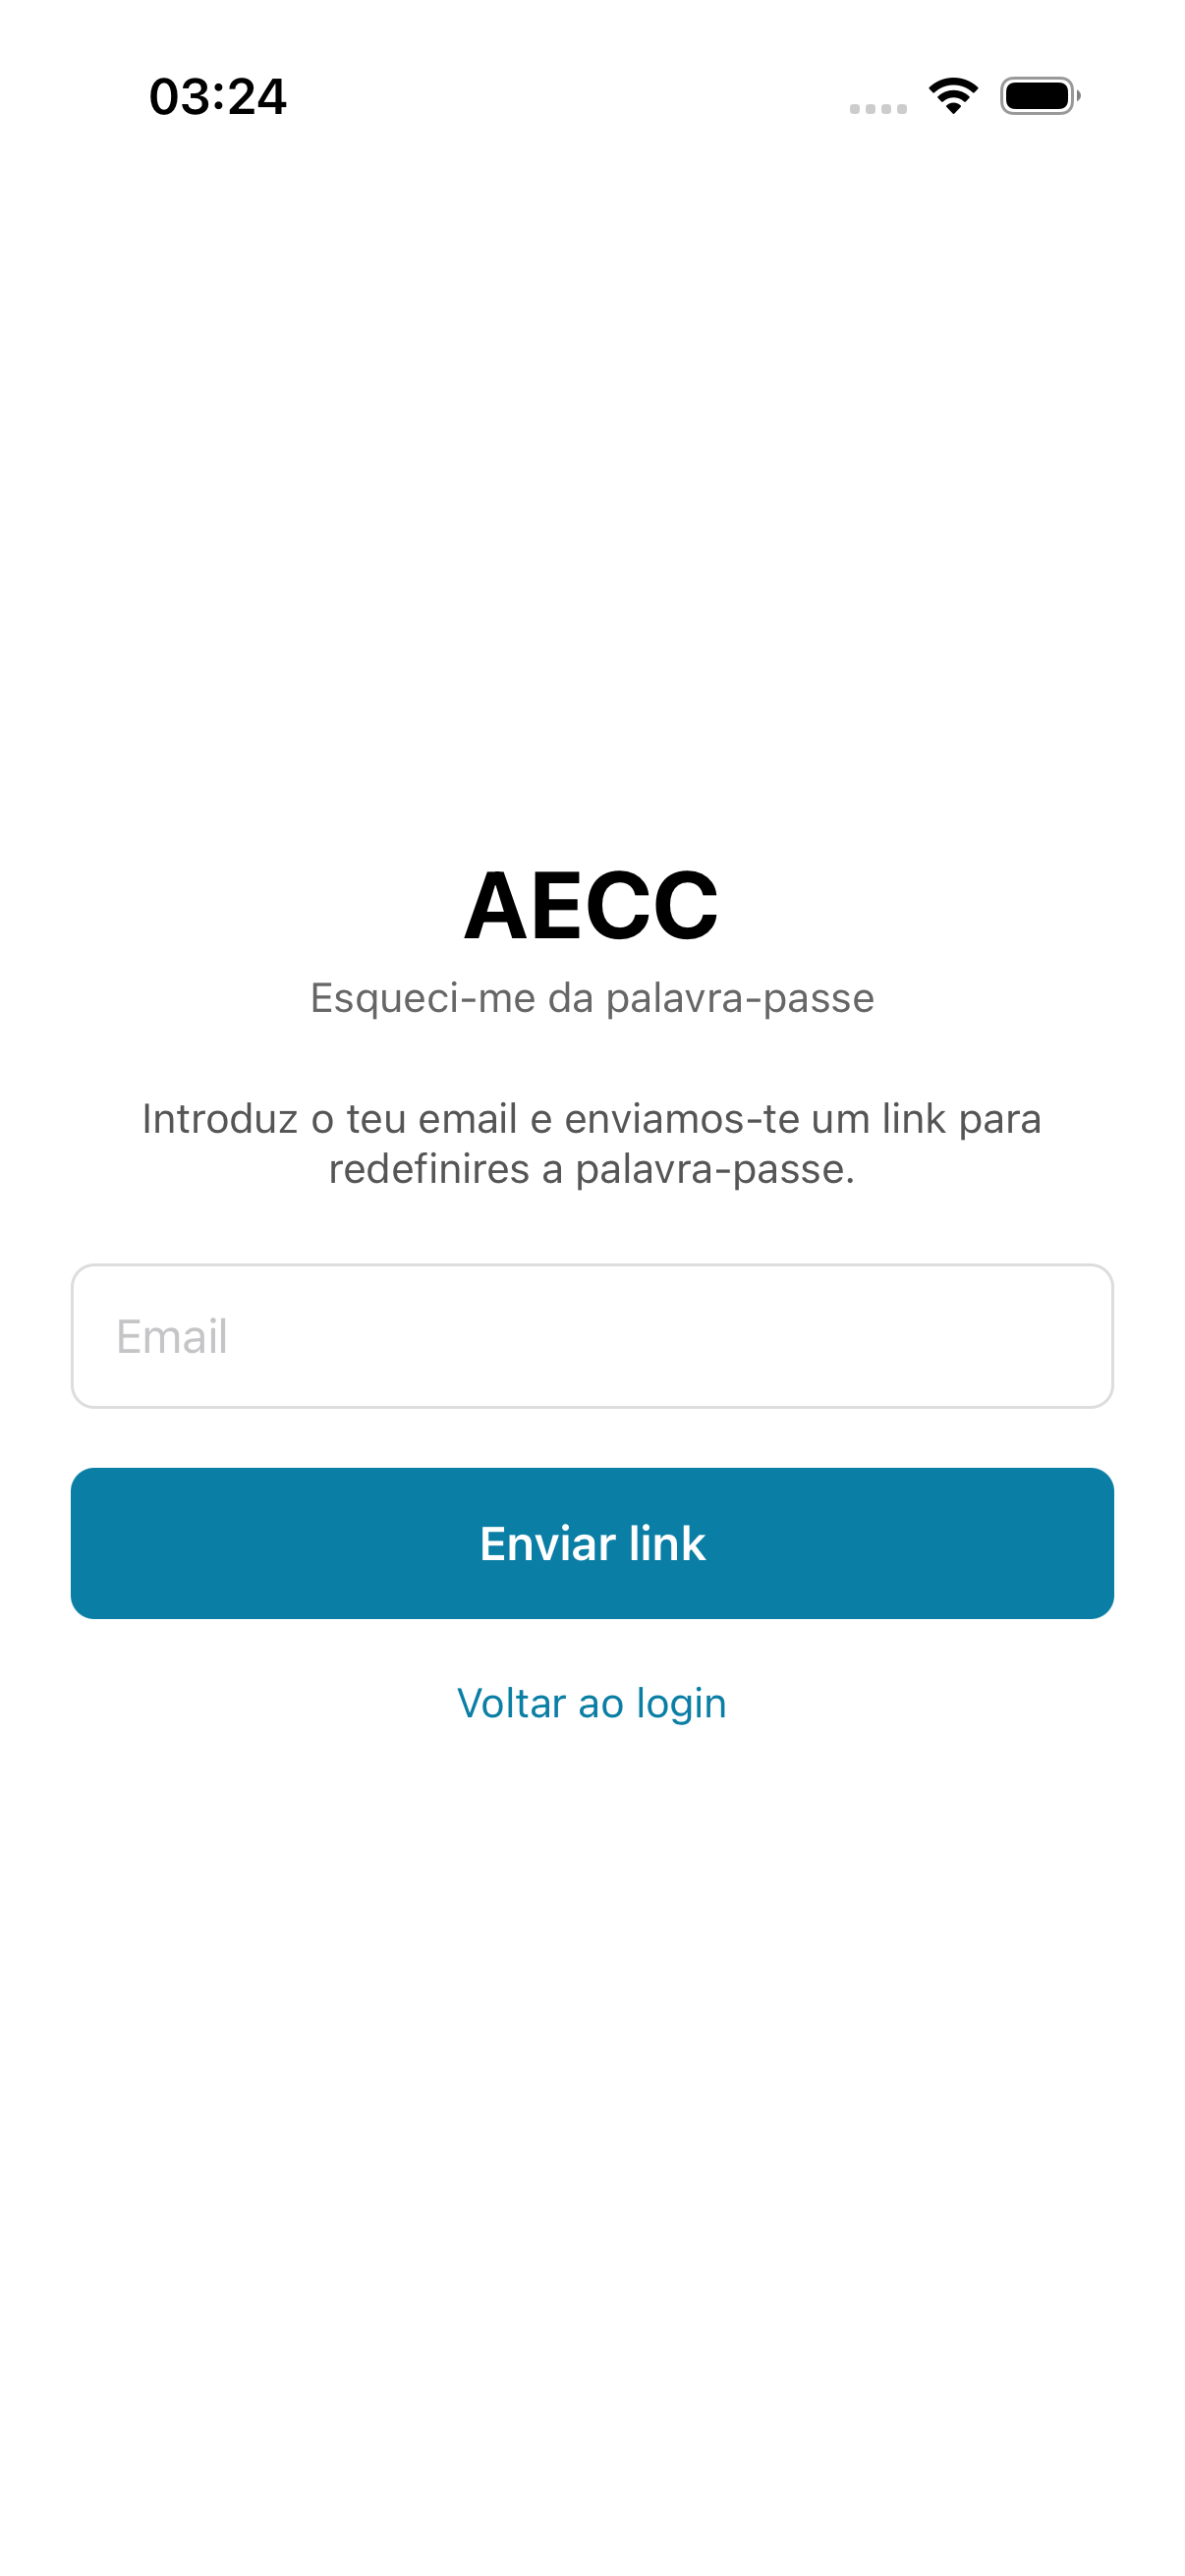 03:24
AECC
Esqueci-me da palavra-passe
Introduz o teu email e enviamos-te um link para
redefinires a palavra-passe.
Email
Enviar link
Voltar ao login